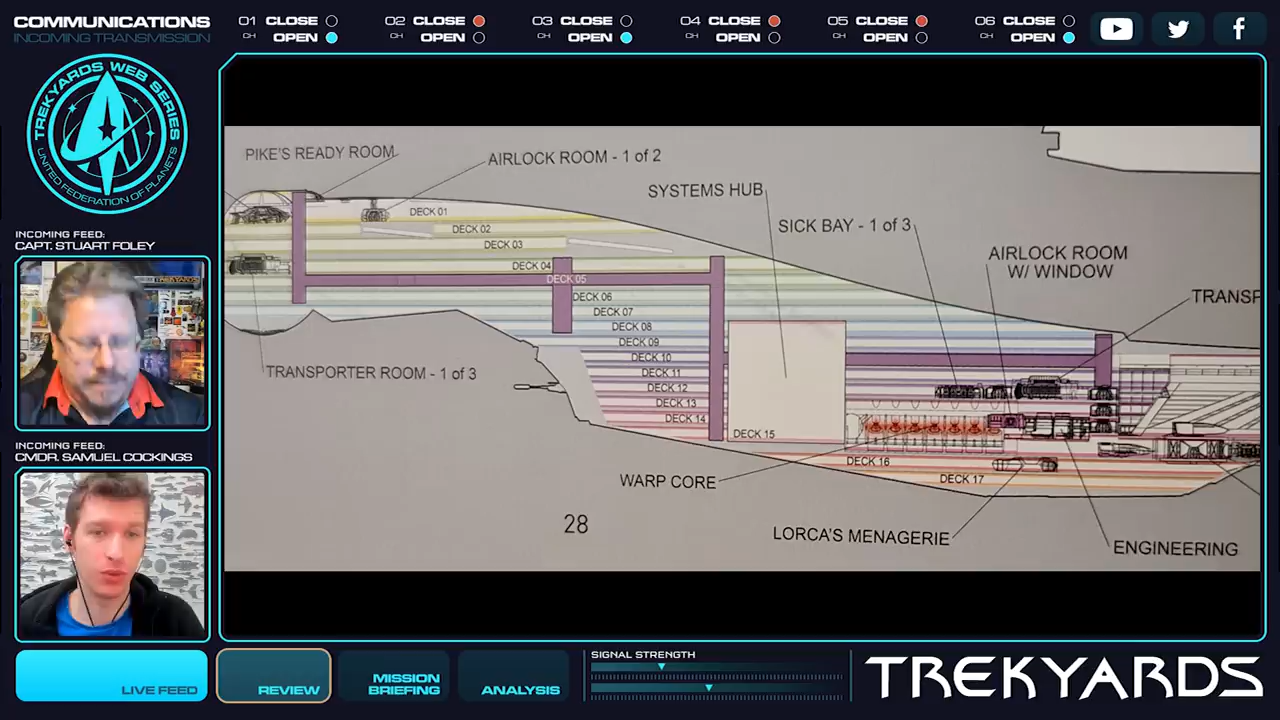 COMMUNICATIONS
INCOMING TRANSMISSION
01 CLOSE
CH OPEN
02 CLOSE
CH OPEN
03 CLOSE
CH OPEN
04 CLOSE
CH OPEN
05 CLOSE
CH OPEN
06 CLOSE
CH OPEN
TREKYARDS WEB SERIES
UNITED FEDERATION OF PLANETS
INCOMING FEED:
CAPT. STUART FOLEY
INCOMING FEED:
CMDR. SAMUEL COCKINGS
PIKE'S READY ROOM
AIRLOCK ROOM - 1 of 2
SYSTEMS HUB
SICK BAY - 1 of 3
AIRLOCK ROOM
W/ WINDOW
TRANSP
DECK 01
DECK 02
DECK 03
DECK 04
DECK 05
DECK 06
DECK 07
DECK 08
DECK 09
DECK 10
DECK 11
DECK 12
DECK 13
DECK 14
DECK 15
DECK 16
DECK 17
TRANSPORTER ROOM - 1 of 3
WARP CORE
LORCA'S MENAGERIE
ENGINEERING
28
LIVE FEED
REVIEW
MISSION
BRIEFING
ANALYSIS
SIGNAL STRENGTH
TREKYARDS